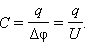 C = q/Δφ = q/U.